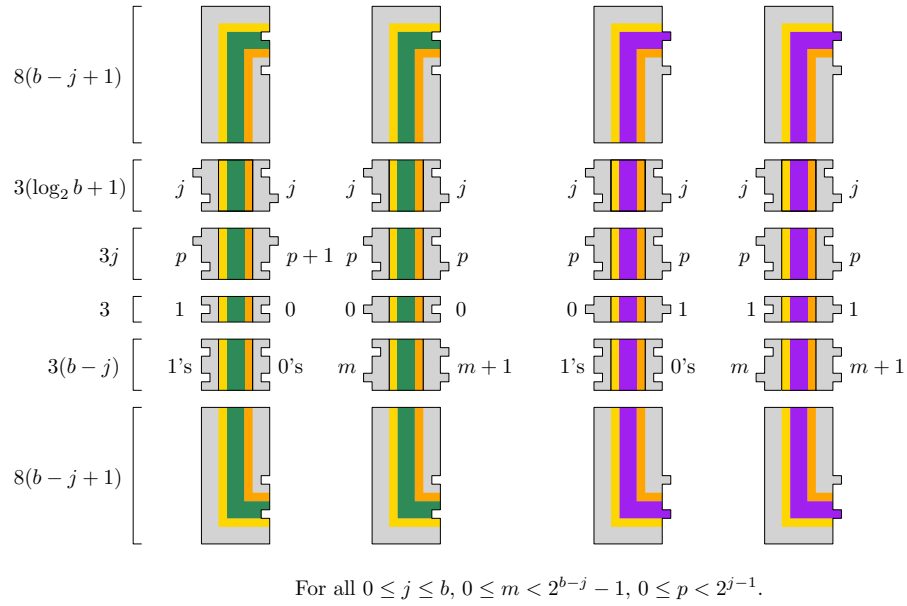 8(b − j + 1)
3(log₂ b + 1) j j j j j j j j
3j p p + 1 p p p p p p
3 1 0 0 0 0 1 1 1
3(b − j) 1's 0's m m + 1 1's 0's m m + 1
8(b − j + 1)
For all 0 ≤ j ≤ b, 0 ≤ m < 2^{b−j} − 1, 0 ≤ p < 2^{j−1}.